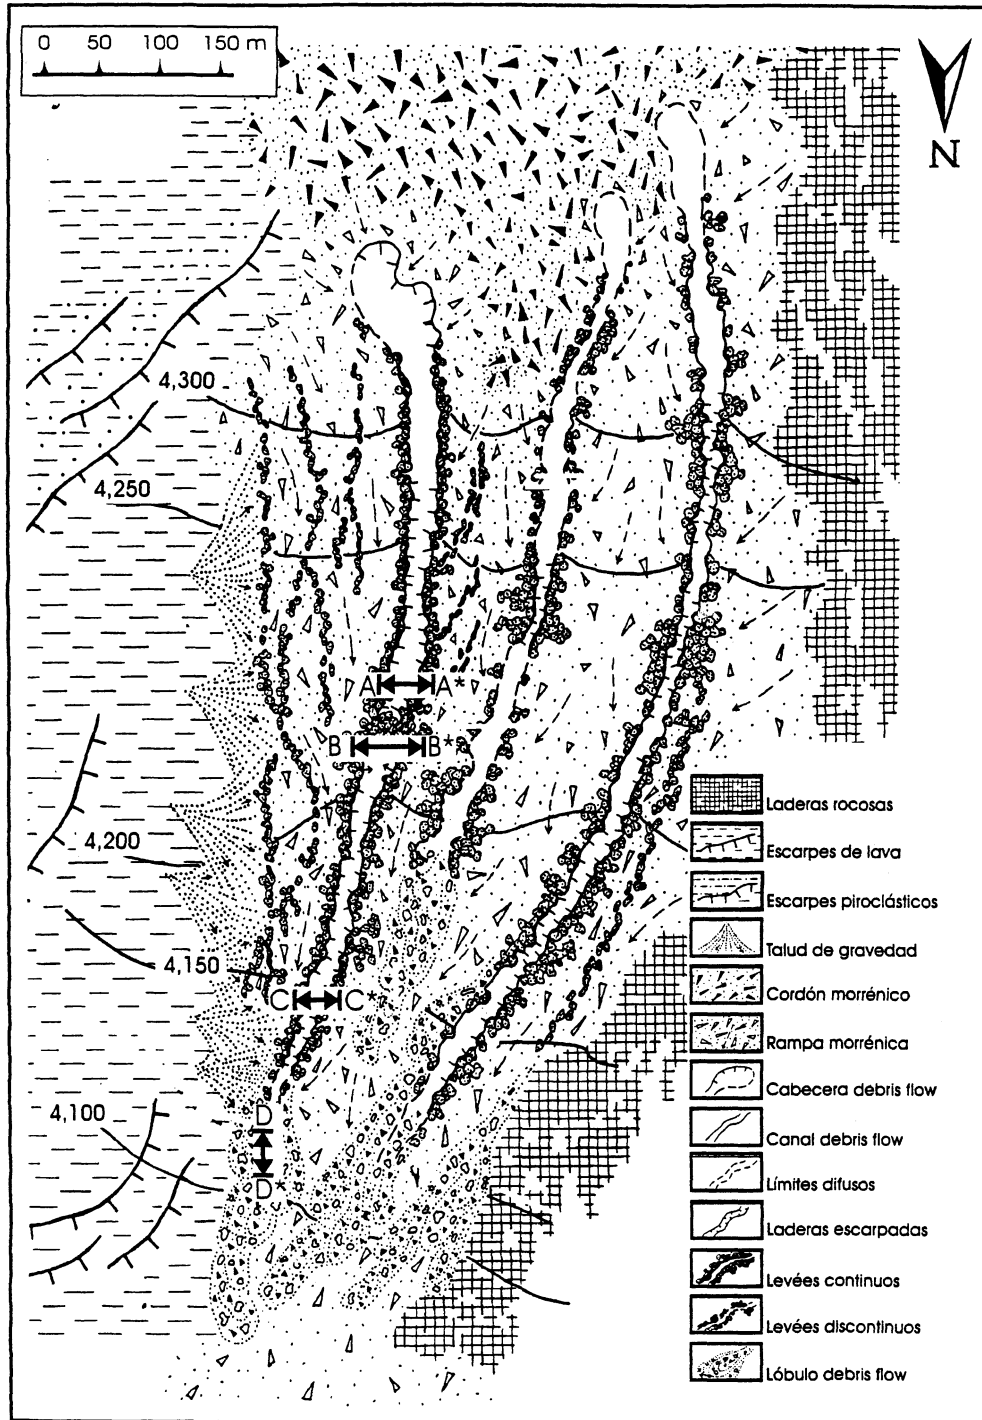 0 50 100 150 m
N
4,300
4,250
A A*
B B*
4,200
4,150
C C*
4,100
D
D*
Laderas rocosas
Escarpes de lava
Escarpes piroclásticos
Talud de gravedad
Cordón morrénico
Rampa morrénica
Cabecera debris flow
Canal debris flow
Límites difusos
Laderas escarpadas
Levées continuos
Levées discontinuos
Lóbulo debris flow